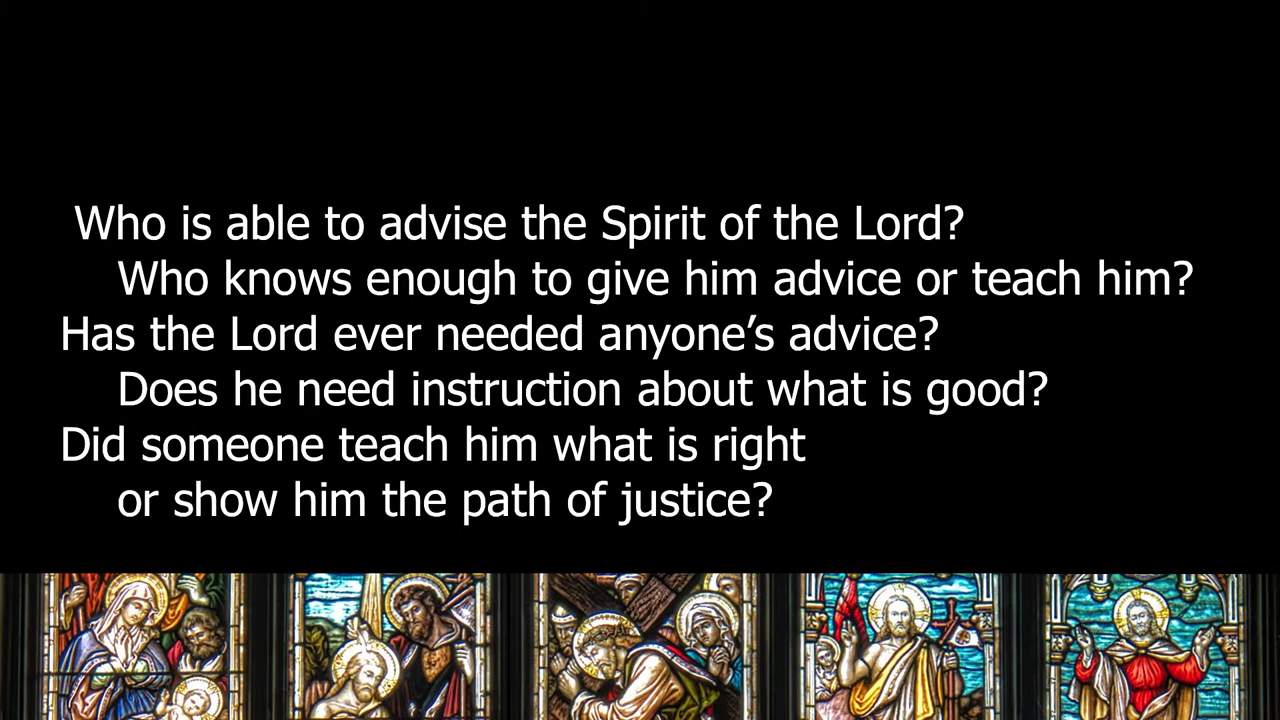 Who is able to advise the Spirit of the Lord?
Who knows enough to give him advice or teach him?
Has the Lord ever needed anyone’s advice?
Does he need instruction about what is good?
Did someone teach him what is right
or show him the path of justice?